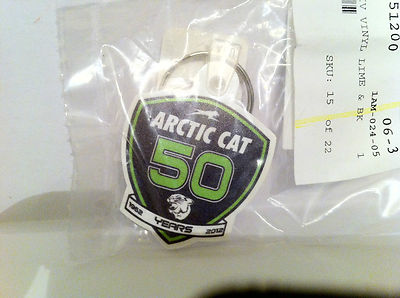 ARCTIC CAT
50
1962 YEARS 2012
51200
06-3
1AM-024-05
VINYL LIME & BK 1
SKU: 15 of 22